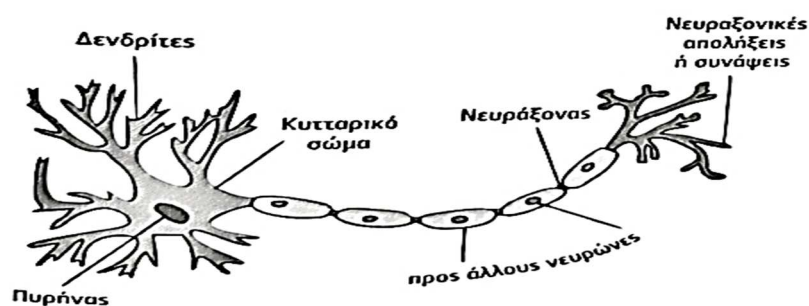 Δενδρίτες
Κυτταρικό
σώμα
Νευράξονας
Νευραξονικές
απολήξεις
ή συνάψεις
Πυρήνας
προς άλλους νευρώνες